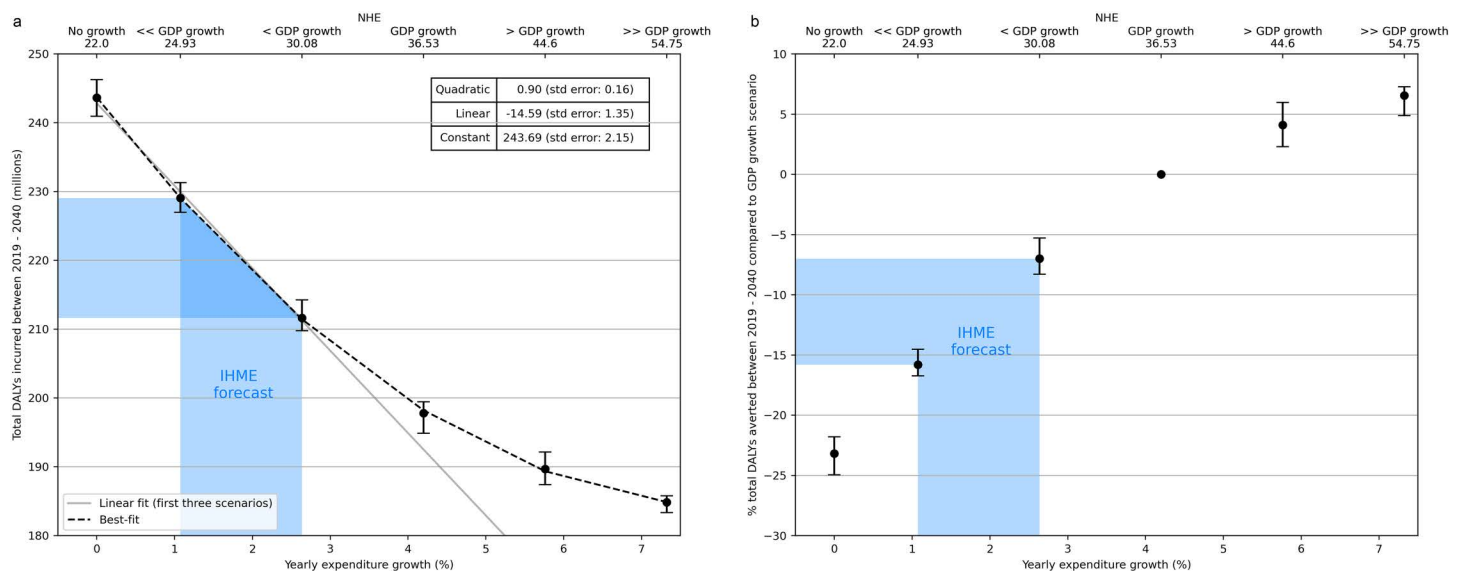 a
NHE
No growth << GDP growth < GDP growth GDP growth > GDP growth >> GDP growth
22.0 24.93 30.08 36.53 44.6 54.75
250
240
230
220
210
200
190
180
Total DALYs incurred between 2019 - 2040 (millions)
Quadratic 0.90 (std error: 0.16)
Linear -14.59 (std error: 1.35)
Constant 243.69 (std error: 2.15)
IHME
forecast
Linear fit (first three scenarios)
Best-fit
0 1 2 3 4 5 6 7
Yearly expenditure growth (%)
b
NHE
No growth << GDP growth < GDP growth GDP growth > GDP growth >> GDP growth
22.0 24.93 30.08 36.53 44.6 54.75
10
5
0
−5
−10
−15
−20
−25
−30
% total DALYs averted between 2019 - 2040 compared to GDP growth scenario
IHME
forecast
0 1 2 3 4 5 6 7
Yearly expenditure growth (%)